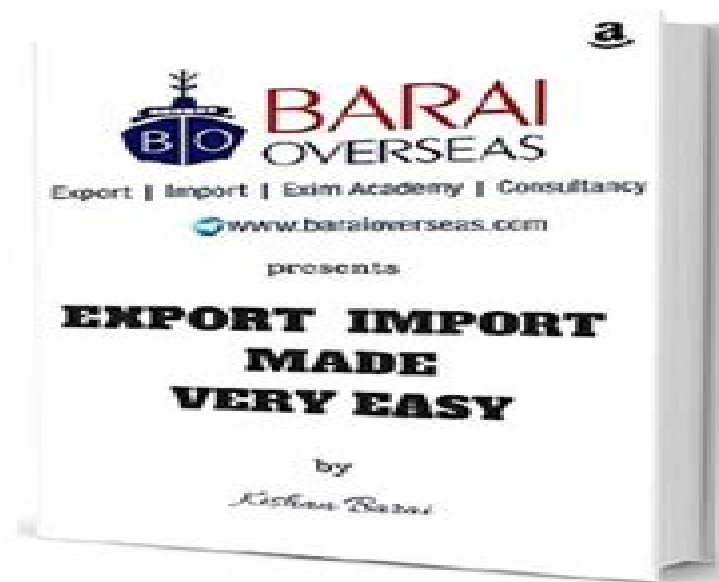 a
BARAI
BO
OVERSEAS
Export | Import | Exim Academy | Consultancy
www.baraioverseas.com
presents
EXPORT IMPORT
MADE
VERY EASY
by
Kishan Barai